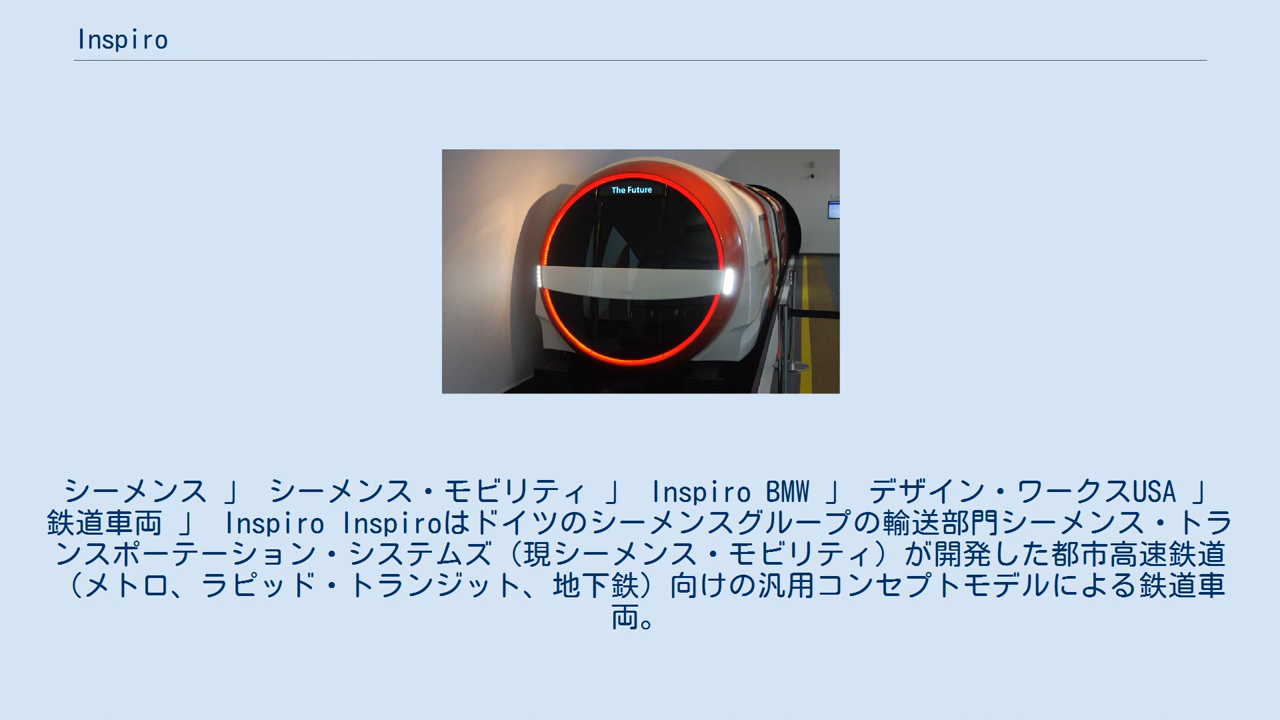 Inspiro
The Future
シーメンス 」 シーメンス・モビリティ 」 Inspiro BMW 」 デザイン・ワークスUSA 」
鉄道車両 」 Inspiro Inspiroはドイツのシーメンスグループの輸送部門シーメンス・トラ
ンスポーテーション・システムズ（現シーメンス・モビリティ）が開発した都市高速鉄道
（メトロ、ラピッド・トランジット、地下鉄）向けの汎用コンセプトモデルによる鉄道車
両。